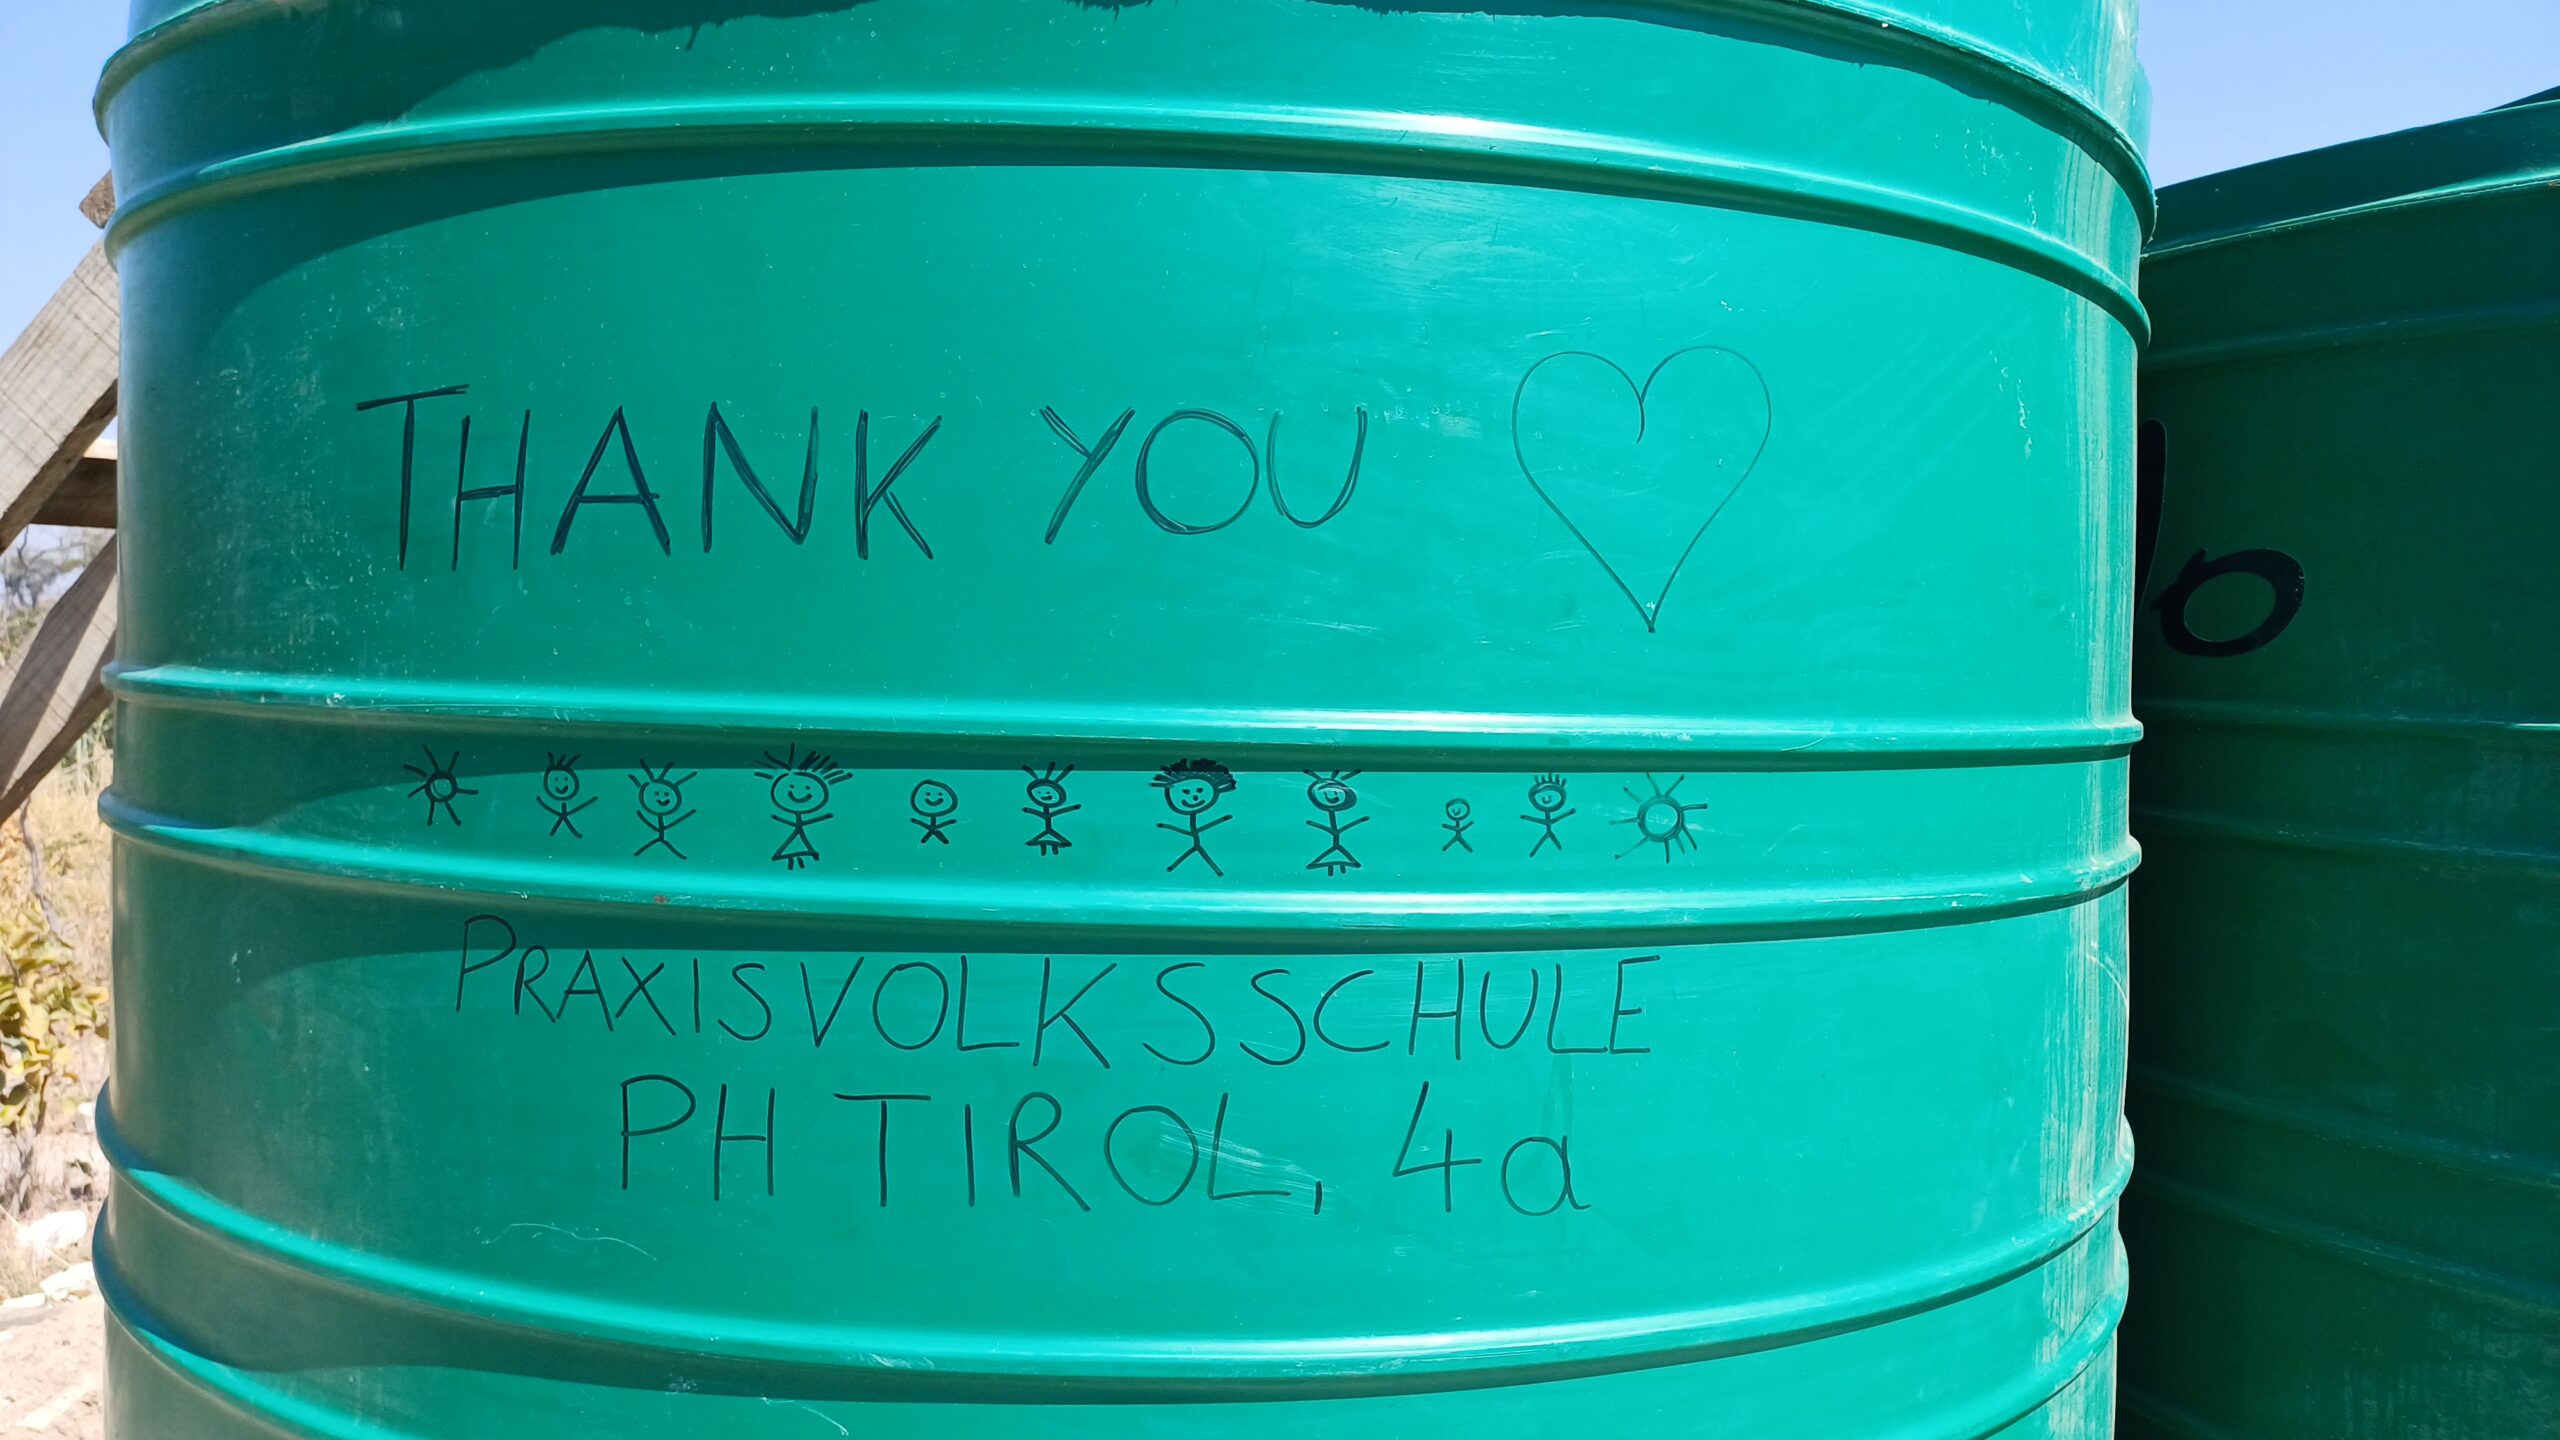 THANK YOU
PRAXISVOLKSSCHULE
PH TIROL, 4a